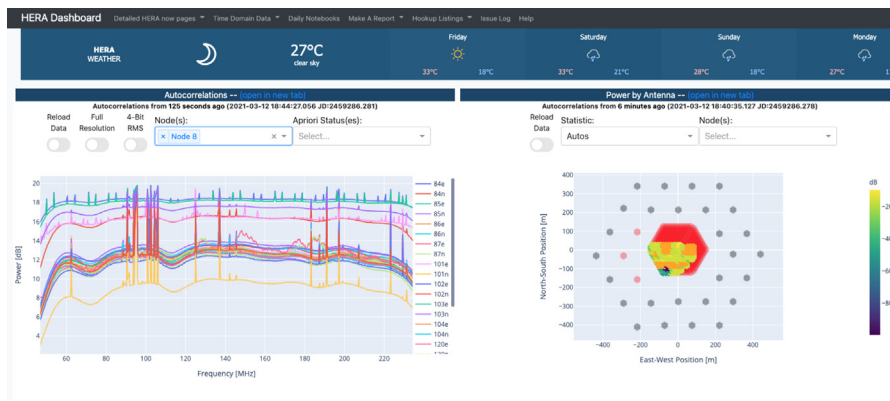 HERA Dashboard Detailed HERA now pages Time Domain Data Daily Notebooks Make A Report Hookup Listings Issue Log Help
HERA
WEATHER
27°C
clear sky
Friday
33°C 18°C
Saturday
33°C 21°C
Sunday
28°C 18°C
Monday
Autocorrelations -- (open in new tab)
Autocorrelations from 125 seconds ago (2021-03-12 18:44:27.056 JD:2459286.281)
Reload Data
Full Resolution
4-Bit RMS
Node(s):
× Node 8
×
Apriori Status(es):
Select...
Power [dB]
20
18
16
14
12
10
8
6
4
60 80 100 120 140 160 180 200 220
Frequency [MHz]
84e
84n
85e
85n
86e
86n
87e
87n
101e
101n
102e
102n
103e
103n
104e
104n
120e
Power by Antenna -- (open in new tab)
Autocorrelations from 6 minutes ago (2021-03-12 18:40:35.127 JD:2459286.278)
Reload Data
Statistic:
Autos
Node(s):
Select...
North-South Position [m]
400
300
200
100
0
−100
−200
−300
−400
−400 −200 0 200 400
East-West Position [m]
dB